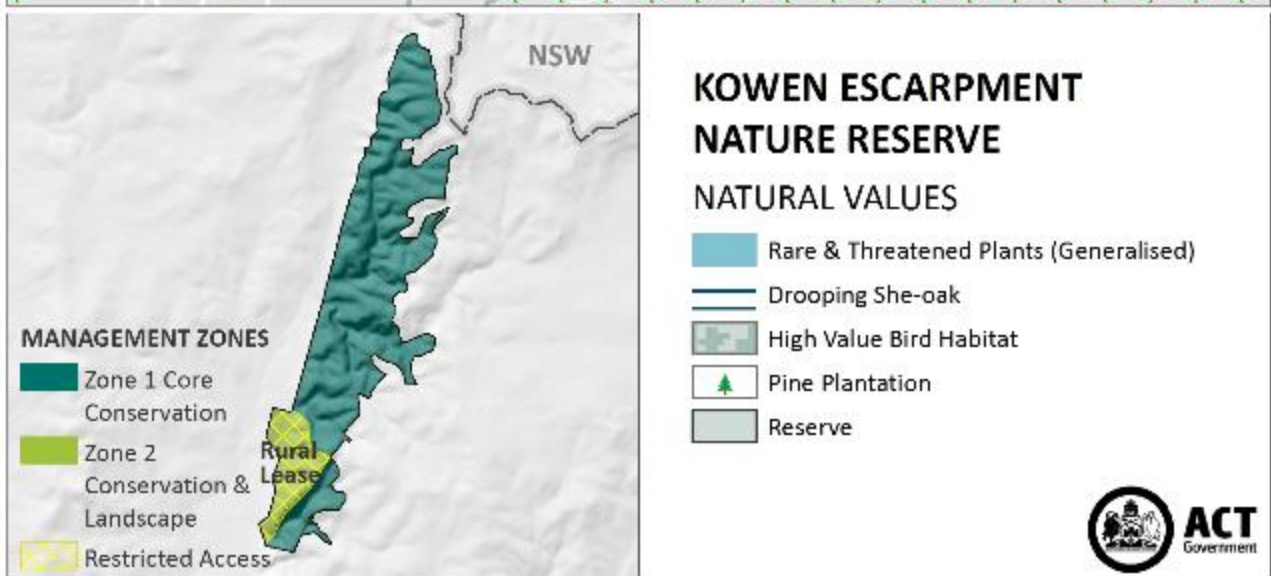 NSW
MANAGEMENT ZONES
Zone 1 Core
Conservation
Zone 2
Conservation &
Landscape
Restricted Access
Rural
Lease
KOWEN ESCARPMENT
NATURE RESERVE
NATURAL VALUES
Rare & Threatened Plants (Generalised)
Drooping She-oak
High Value Bird Habitat
Pine Plantation
Reserve
ACT
Government